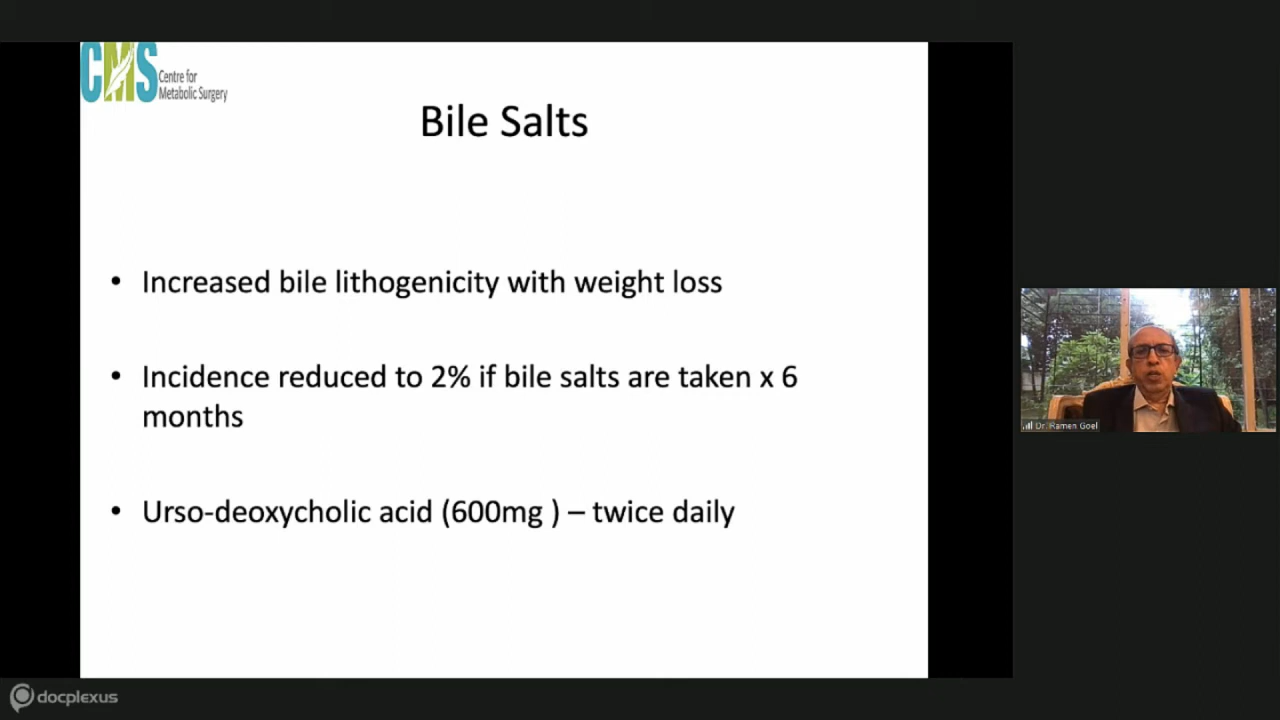 CMS Centre for
Metabolic Surgery
Bile Salts
• Increased bile lithogenicity with weight loss
• Incidence reduced to 2% if bile salts are taken x 6
months
• Urso-deoxycholic acid (600mg ) – twice daily
Dr. Ramen Goel
docplexus